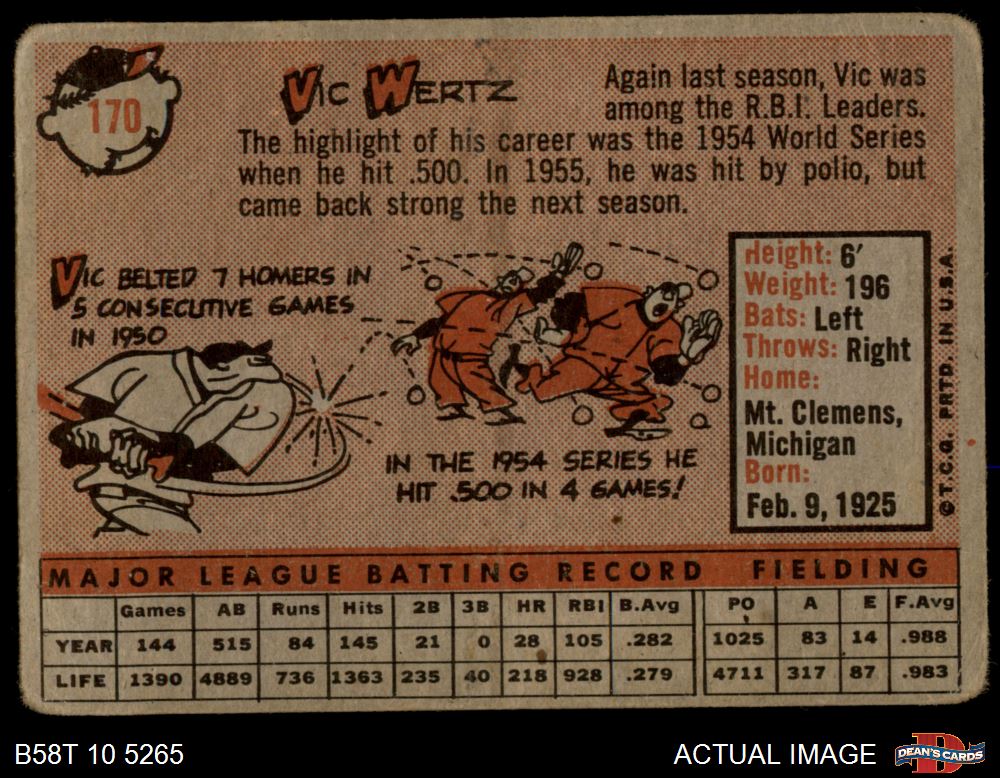 170
Vic Wertz
Again last season, Vic was
among the R.B.I. Leaders.
The highlight of his career was the 1954 World Series
when he hit .500. In 1955, he was hit by polio, but
came back strong the next season.
VIC BELTED 7 HOMERS IN
5 CONSECUTIVE GAMES
IN 1950
IN THE 1954 SERIES HE
HIT .500 IN 4 GAMES!
Height: 6'
Weight: 196
Bats: Left
Throws: Right
Home:
Mt. Clemens,
Michigan
Born:
Feb. 9, 1925
© T.C.G. PRTD. IN U.S.A.
MAJOR LEAGUE BATTING RECORD FIELDING
Games AB Runs Hits 2B 3B HR RBI B.Avg PO A E F.Avg
YEAR 144 515 84 145 21 0 28 105 .282 1025 83 14 .988
LIFE 1390 4889 736 1363 235 40 218 928 .279 4711 317 87 .983
B58T 10 5265
ACTUAL IMAGE
DEAN'S CARDS